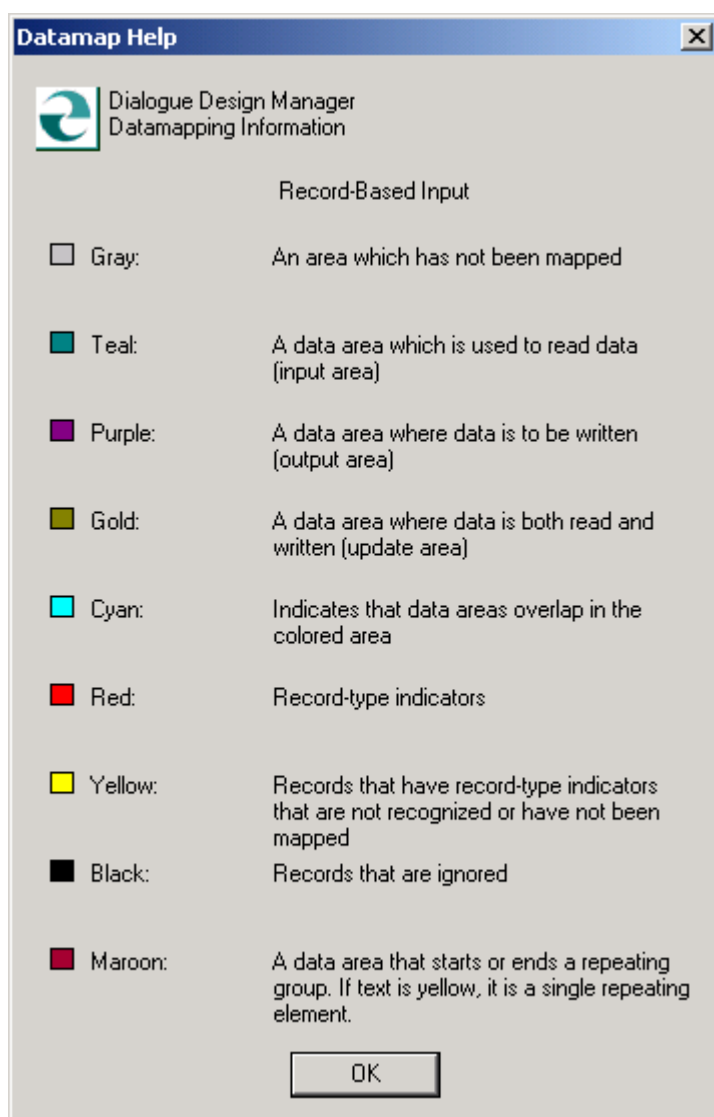 Datamap Help
Dialogue Design Manager
Datamapping Information
Record-Based Input
Gray: An area which has not been mapped
Teal: A data area which is used to read data
(input area)
Purple: A data area where data is to be written
(output area)
Gold: A data area where data is both read and
written (update area)
Cyan: Indicates that data areas overlap in the
colored area
Red: Record-type indicators
Yellow: Records that have record-type indicators
that are not recognized or have not been
mapped
Black: Records that are ignored
Maroon: A data area that starts or ends a repeating
group. If text is yellow, it is a single repeating
element.
OK